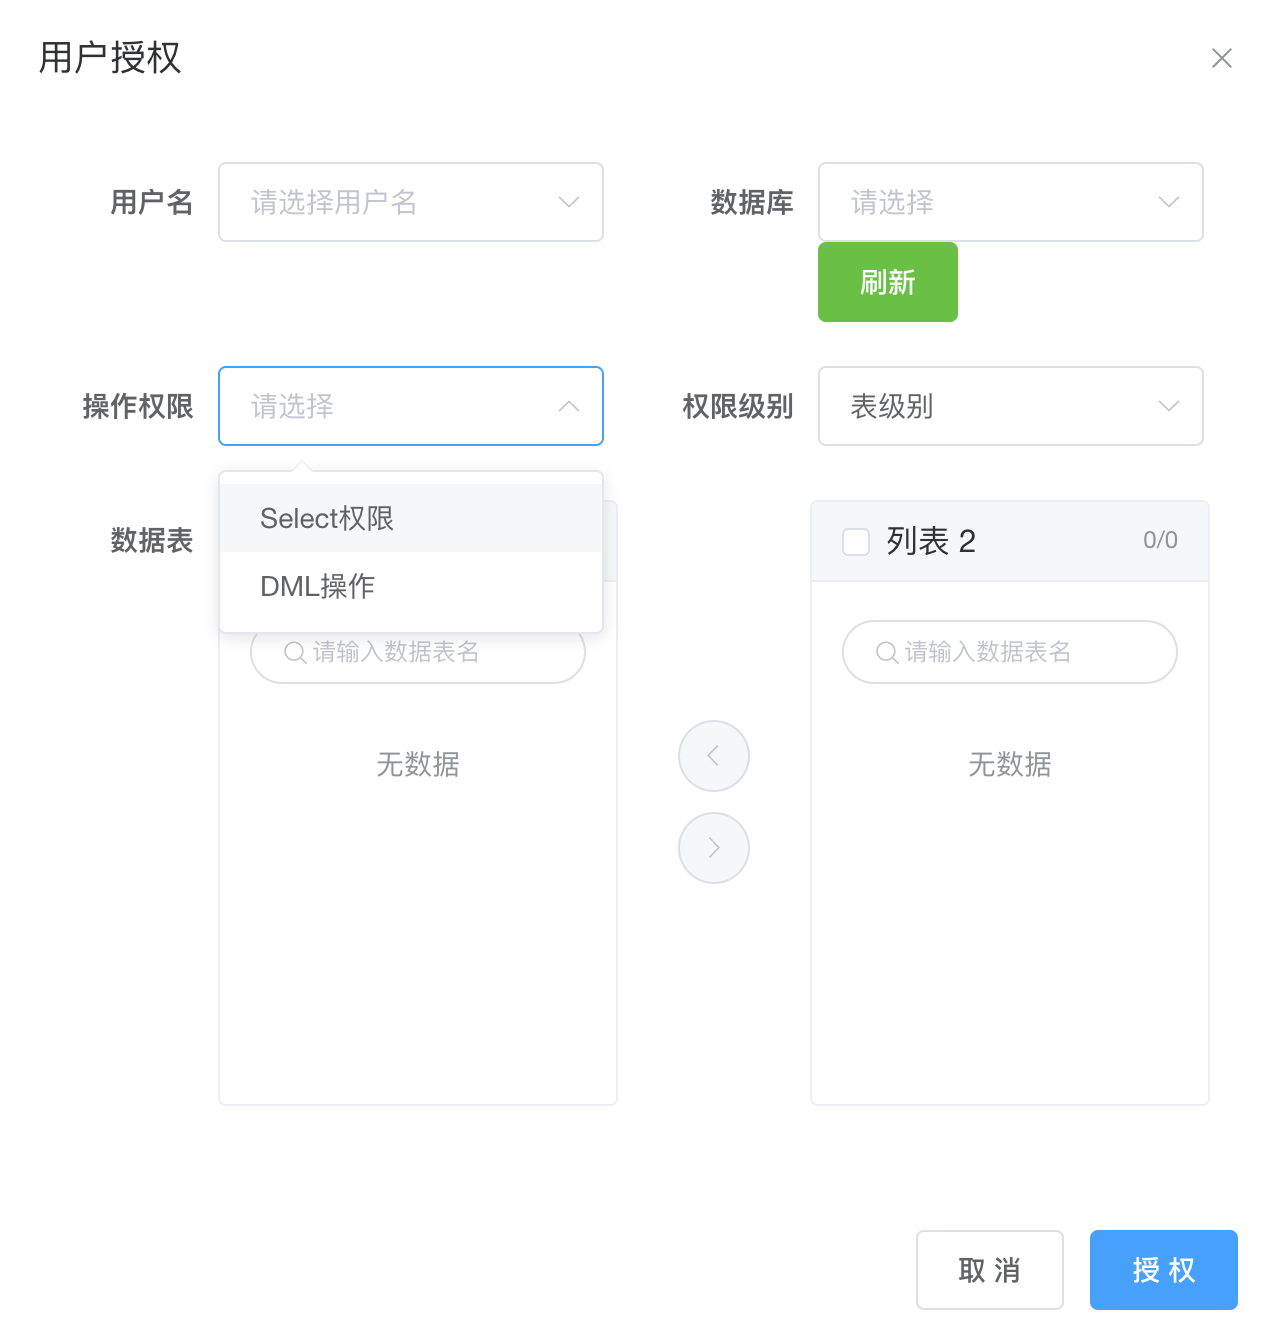 用户授权
用户名
请选择用户名
数据库
请选择
刷新
操作权限
请选择
权限级别
表级别
Select权限
DML操作
数据表
请输入数据表名
无数据
列表 2
0/0
请输入数据表名
无数据
取 消
授 权